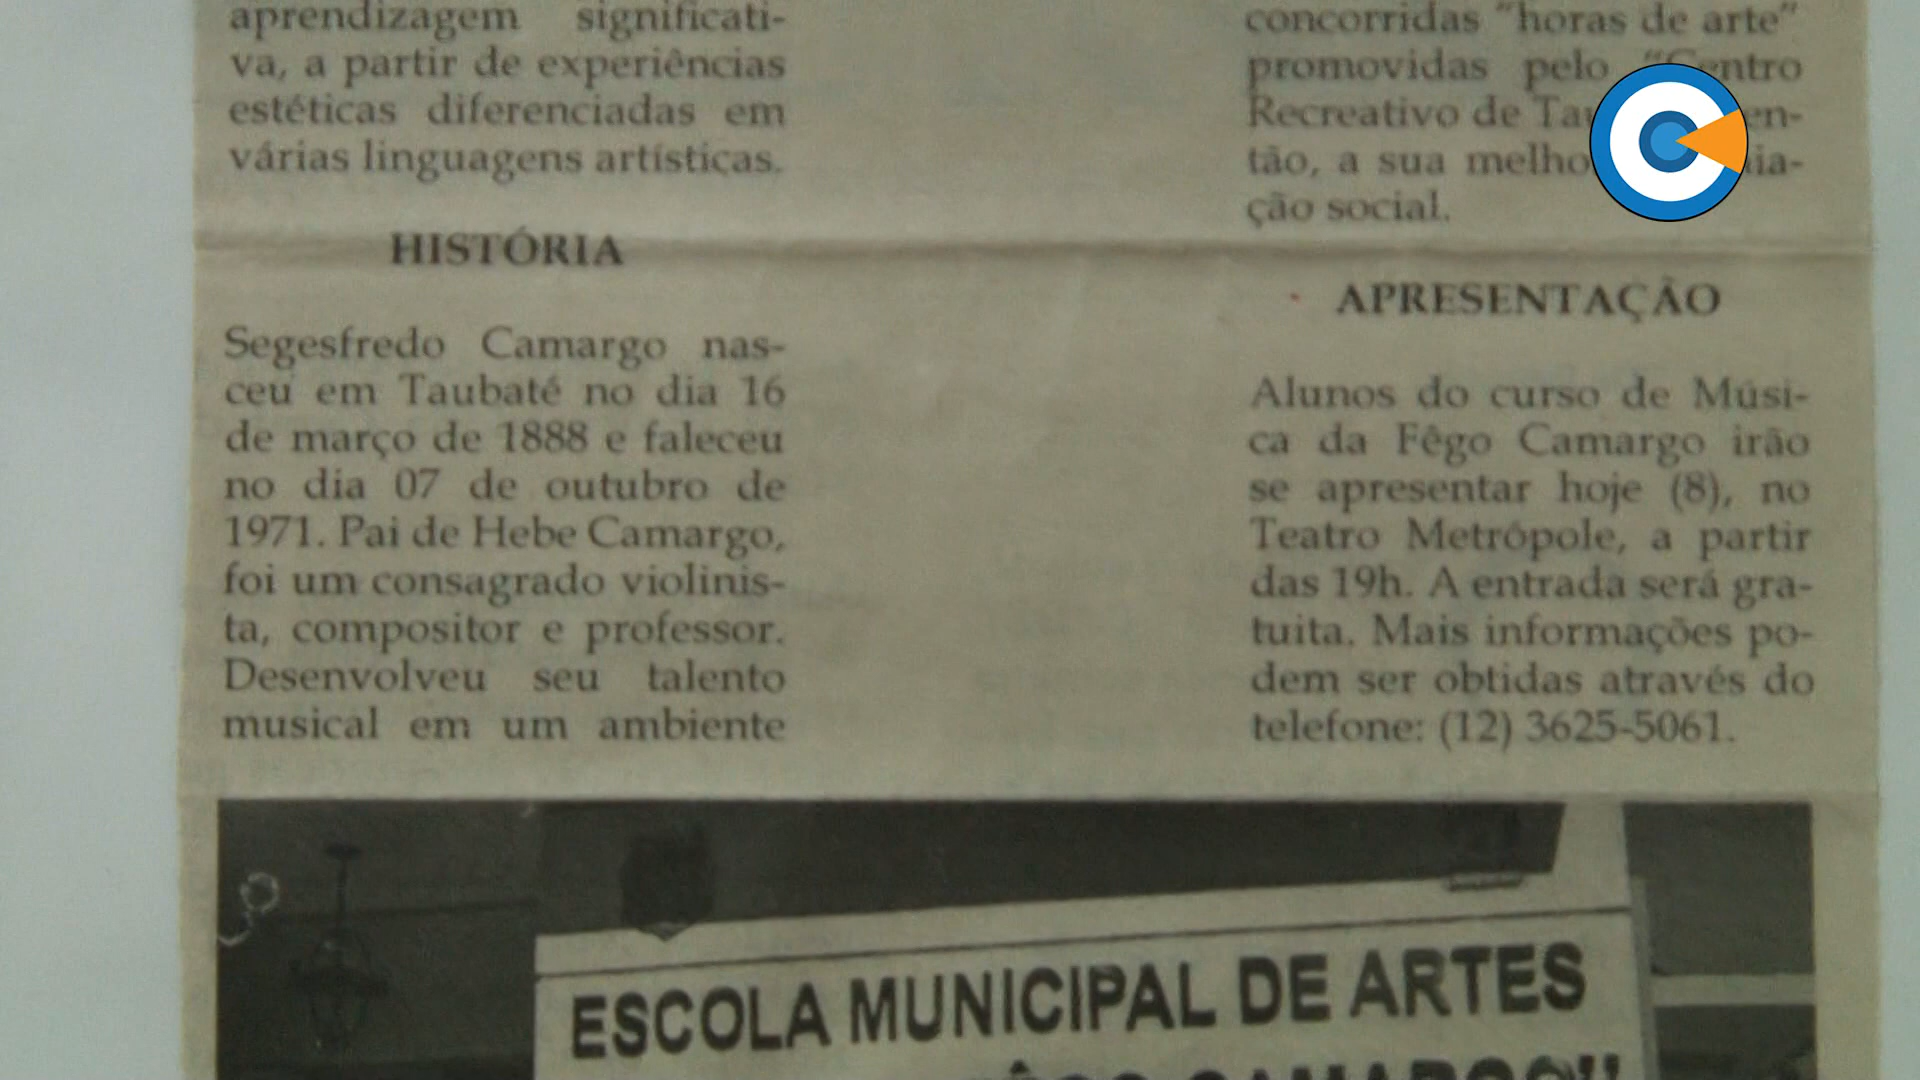 aprendizagem significati-
va, a partir de experiências
estéticas diferenciadas em
várias linguagens artísticas.
HISTÓRIA
Segesfredo Camargo nas-
ceu em Taubaté no dia 16
de março de 1888 e faleceu
no dia 07 de outubro de
1971. Pai de Hebe Camargo,
foi um consagrado violinis-
ta, compositor e professor.
Desenvolveu seu talento
musical em um ambiente
concorridas "horas de arte"
promovidas pelo "Centro
Recreativo de
tão, a sua
ção social.
APRESENTAÇÃO
Alunos do curso de Músi-
ca da Fêgo Camargo irão
se apresentar hoje (8), no
Teatro Metrópole, a partir
das 19h. A entrada será gra-
tuita. Mais informações po-
dem ser obtidas através do
telefone: (12) 3625-5061.
ESCOLA MUNICIPAL DE ARTES
CAMARGO"